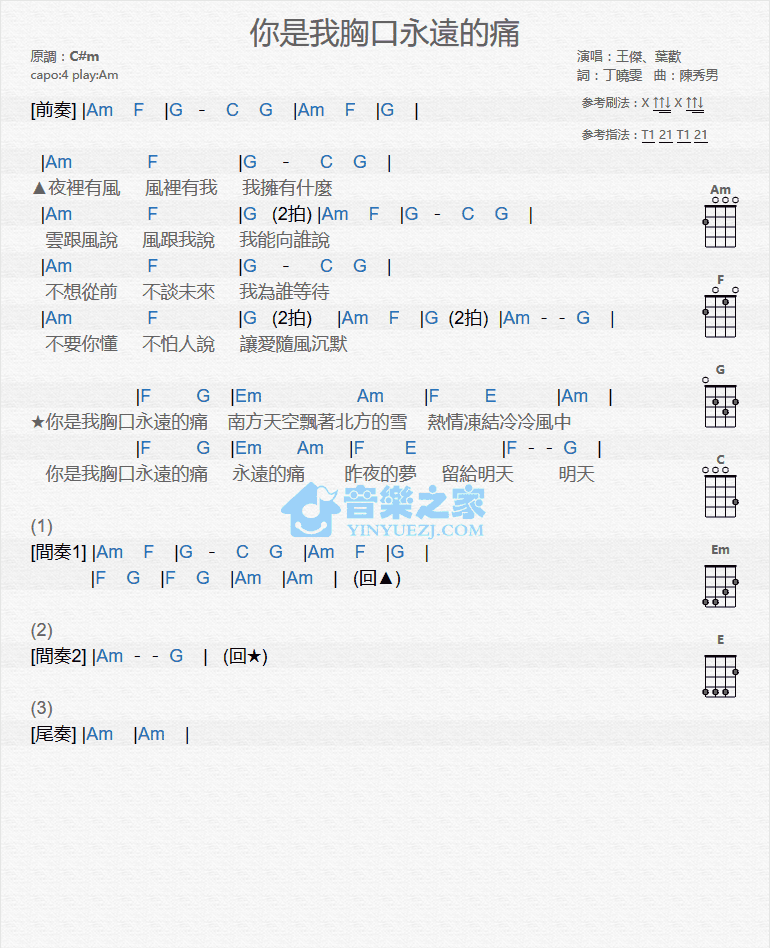 你是我胸口永遠的痛
原調：C#m
capo:4 play:Am
演唱：王傑、葉歡
詞：丁曉雯 曲：陳秀男
參考刷法：X ↑↑↓ X ↑↑↓
參考指法：T1 21 T1 21
[前奏] |Am F |G - C G |Am F |G |
|Am F |G - C G |
▲夜裡有風 風裡有我 我擁有什麼
|Am F |G (2拍) |Am F |G - C G |
雲跟風說 風跟我說 我能向誰說
|Am F |G - C G |
不想從前 不談未來 我為誰等待
|Am F |G (2拍) |Am F |G (2拍) |Am - - G |
不要你懂 不怕人說 讓愛隨風沉默
|F G |Em Am |F E |Am |
★你是我胸口永遠的痛 南方天空飄著北方的雪 熱情凍結冷冷風中
|F G |Em Am |F E |F - - G |
你是我胸口永遠的痛 永遠的痛 昨夜的夢 留給明天 明天
音樂之家
YINYUEZJ.COM
(1)
[間奏1] |Am F |G - C G |Am F |G |
|F G |F G |Am |Am | (回▲)
(2)
[間奏2] |Am - - G | (回★)
(3)
[尾奏] |Am |Am |
Am
F
G
C
Em
E